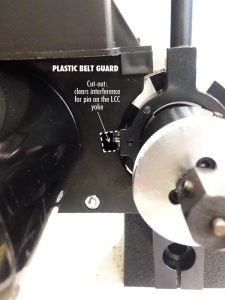 PLASTIC BELT GUARD
Cut-out:
clears interference
for pin on the LCC
yoke